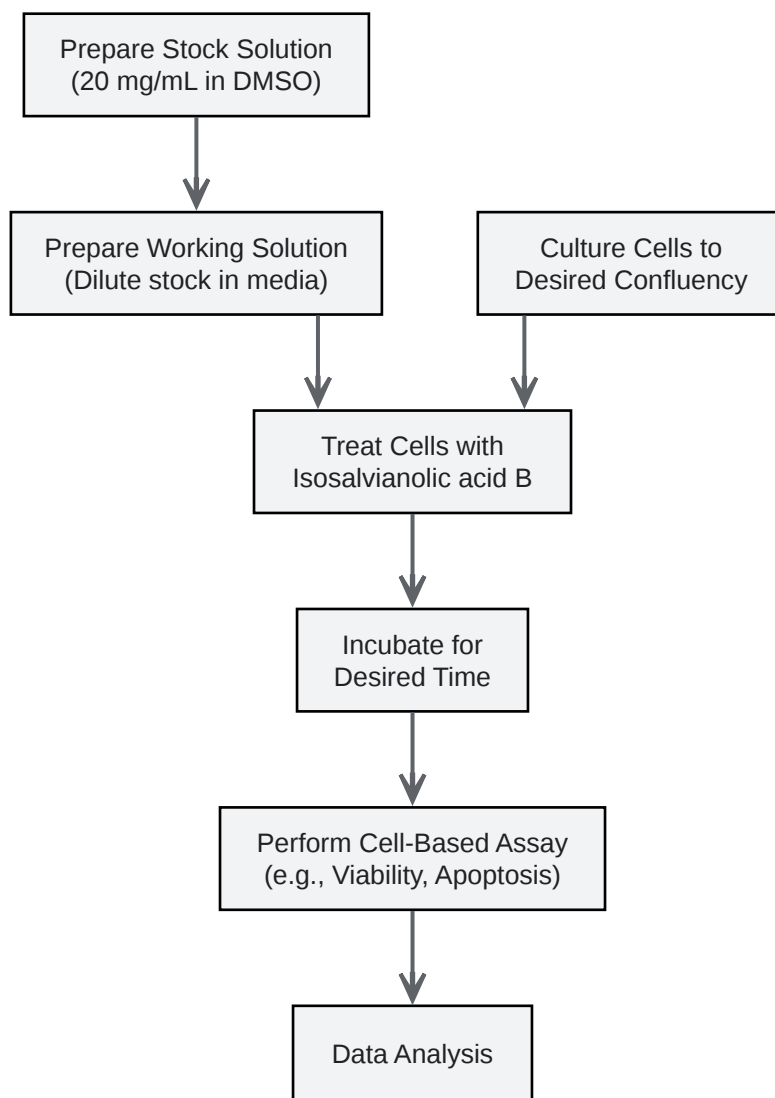 Prepare Stock Solution
(20 mg/mL in DMSO)
Prepare Working Solution
(Dilute stock in media)
Culture Cells to
Desired Confluency
Treat Cells with
Isosalvianolic acid B
Incubate for
Desired Time
Perform Cell-Based Assay
(e.g., Viability, Apoptosis)
Data Analysis